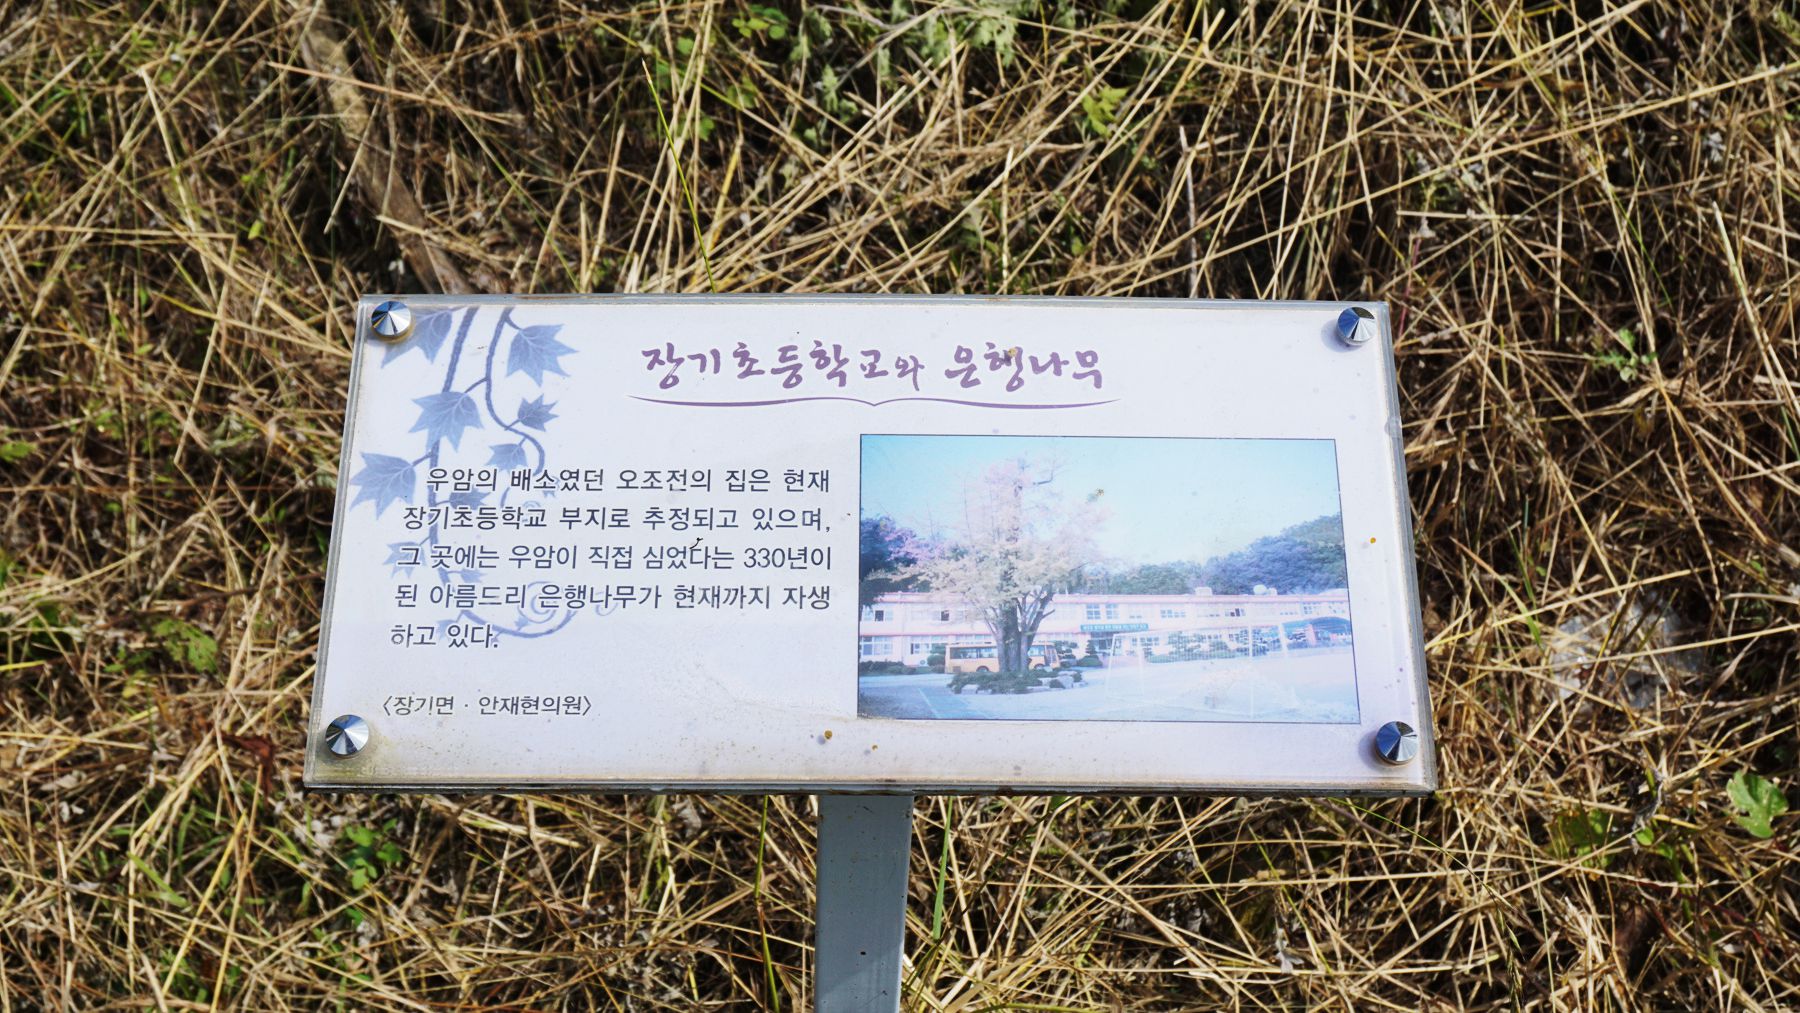 장기초등학교와 은행나무
우암의 배소였던 오조전의 집은 현재
장기초등학교 부지로 추정되고 있으며,
그 곳에는 우암이 직접 심었다는 330년이
된 아름드리 은행나무가 현재까지 자생
하고 있다.
〈장기면 · 안재현의원〉